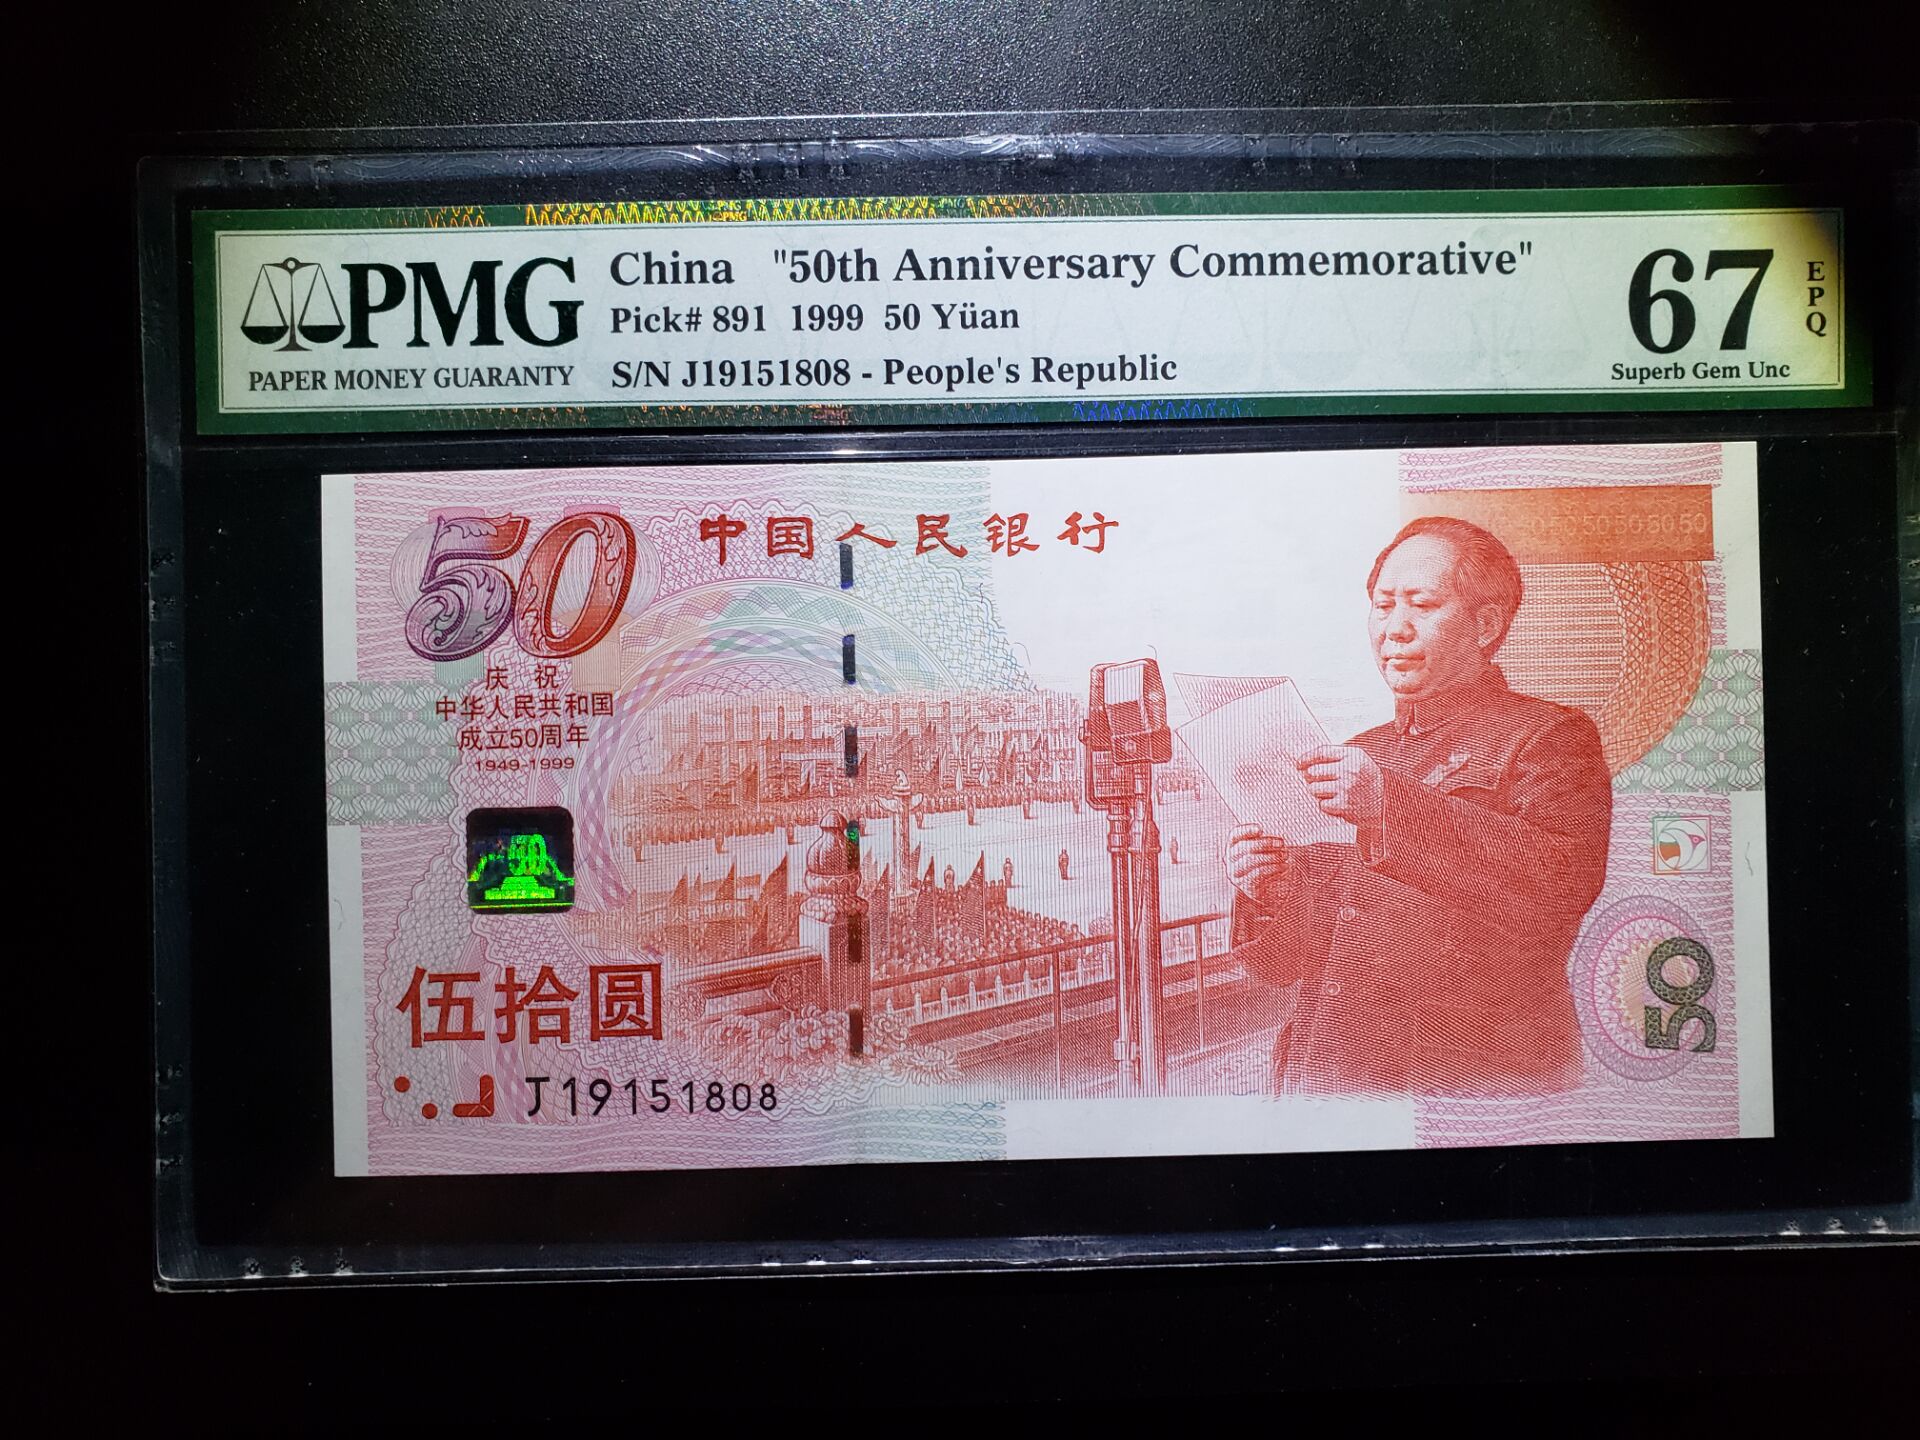 PMG
PAPER MONEY GUARANTY
China "50th Anniversary Commemorative"
Pick# 891 1999 50 Yüan
S/N J19151808 - People's Republic
67
EPQ
Superb Gem Unc
50
中国人民银行
庆祝
中华人民共和国
成立50周年
1949-1999
伍拾圆
J19151808
50